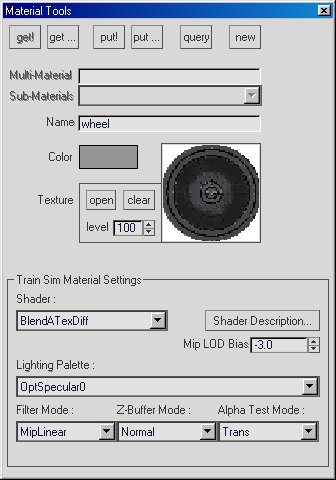 Material Tools
get! get ... put! put ... query new
Multi-Material
Sub-Materials
Name wheel
Color
Texture open clear
level 100
Train Sim Material Settings
Shader :
BlendATexDiff Shader Description...
Mip LOD Bias -3.0
Lighting Palette :
OptSpecular0
Filter Mode : Z-Buffer Mode : Alpha Test Mode :
MipLinear Normal Trans